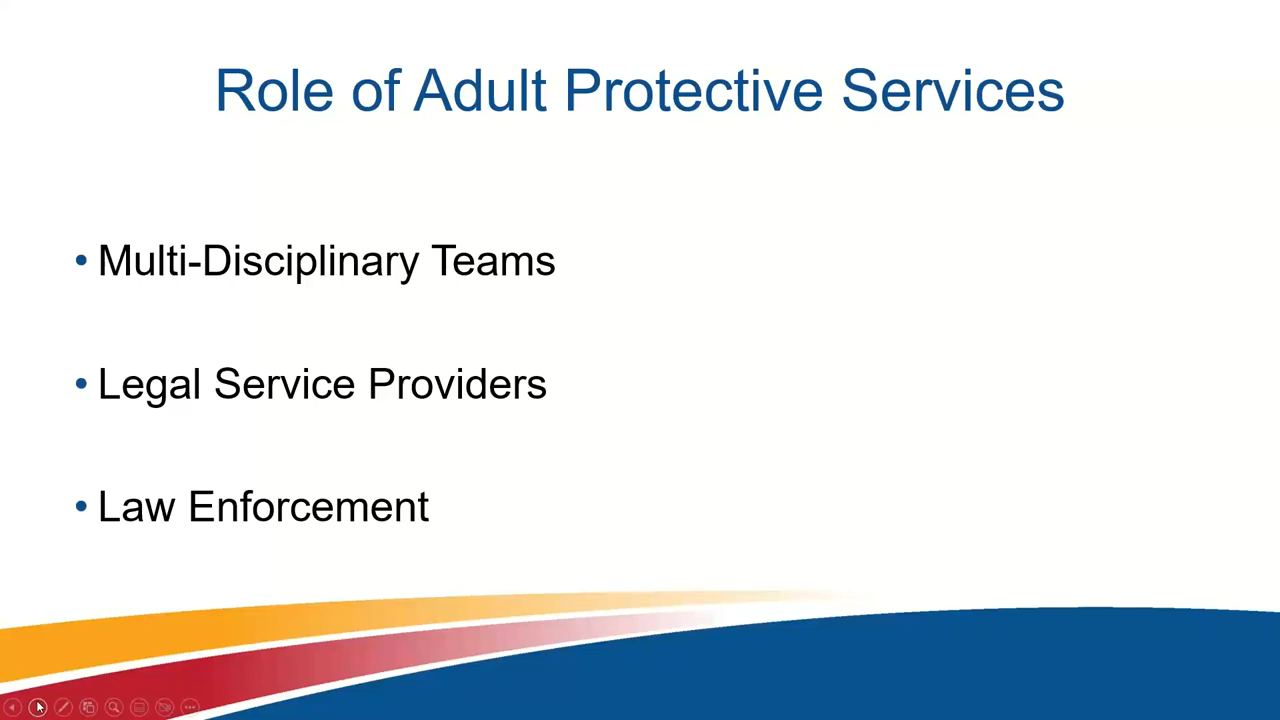 Role of Adult Protective Services
• Multi-Disciplinary Teams
• Legal Service Providers
• Law Enforcement